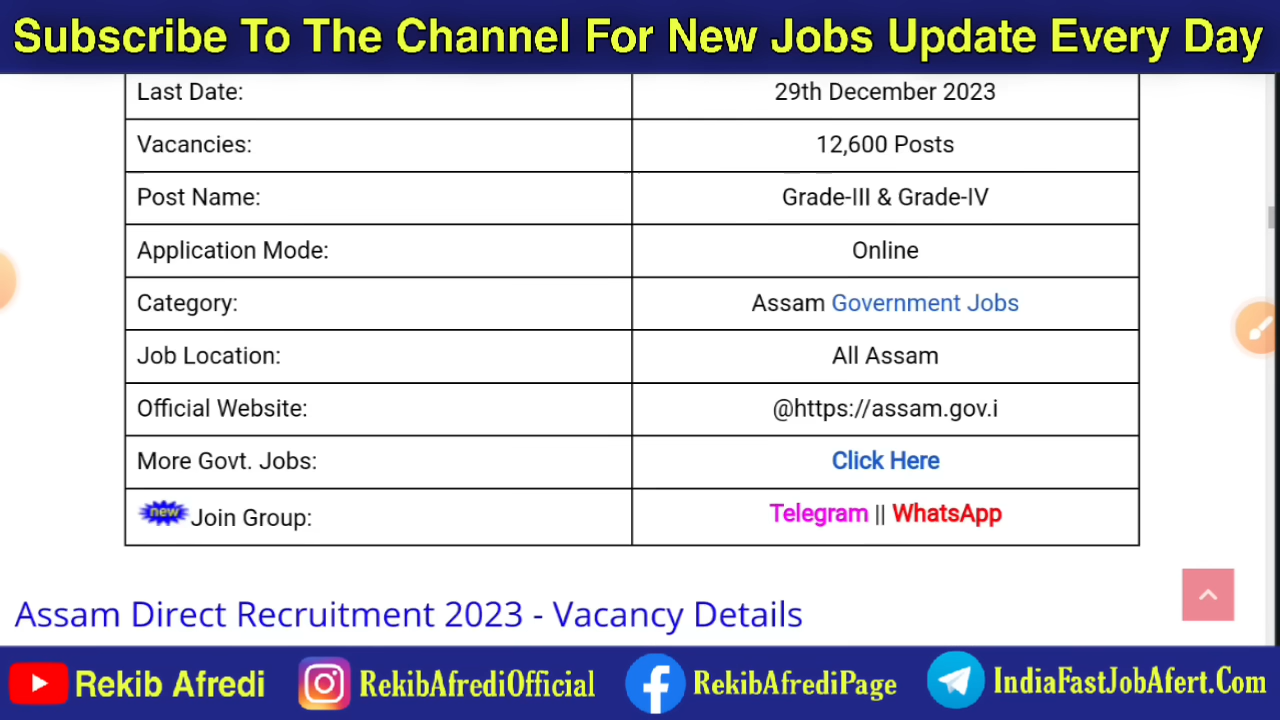 Subscribe To The Channel For New Jobs Update Every Day
Last Date: 29th December 2023
Vacancies: 12,600 Posts
Post Name: Grade-III & Grade-IV
Application Mode: Online
Category: Assam Government Jobs
Job Location: All Assam
Official Website: @https://assam.gov.i
More Govt. Jobs: Click Here
new Join Group: Telegram || WhatsApp
Assam Direct Recruitment 2023 - Vacancy Details
Rekib Afredi RekibAfrediOfficial RekibAfrediPage IndiaFastJobAfert.Com